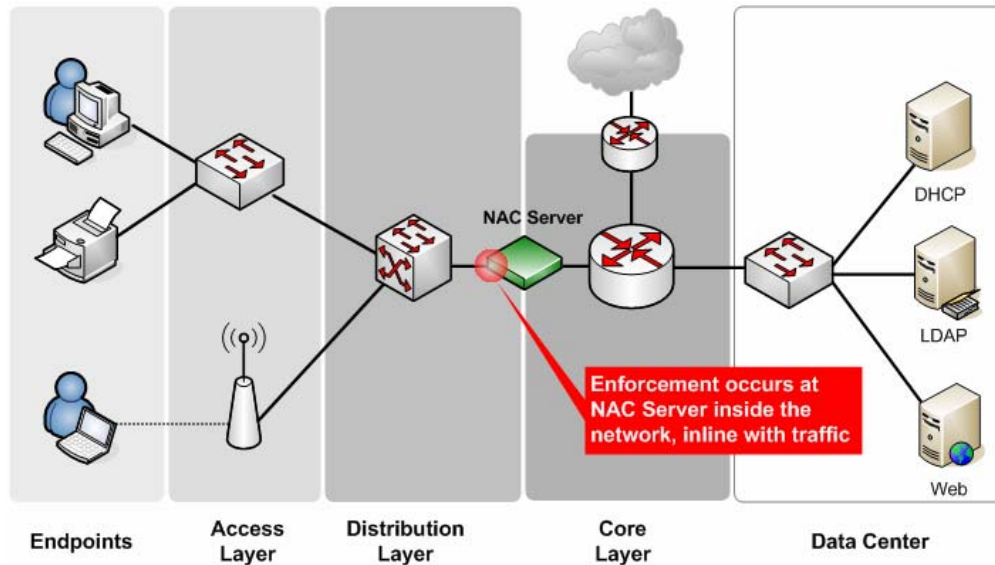 NAC Server
DHCP
LDAP
Web
Enforcement occurs at
NAC Server inside the
network, inline with traffic
Endpoints
Access
Layer
Distribution
Layer
Core
Layer
Data Center